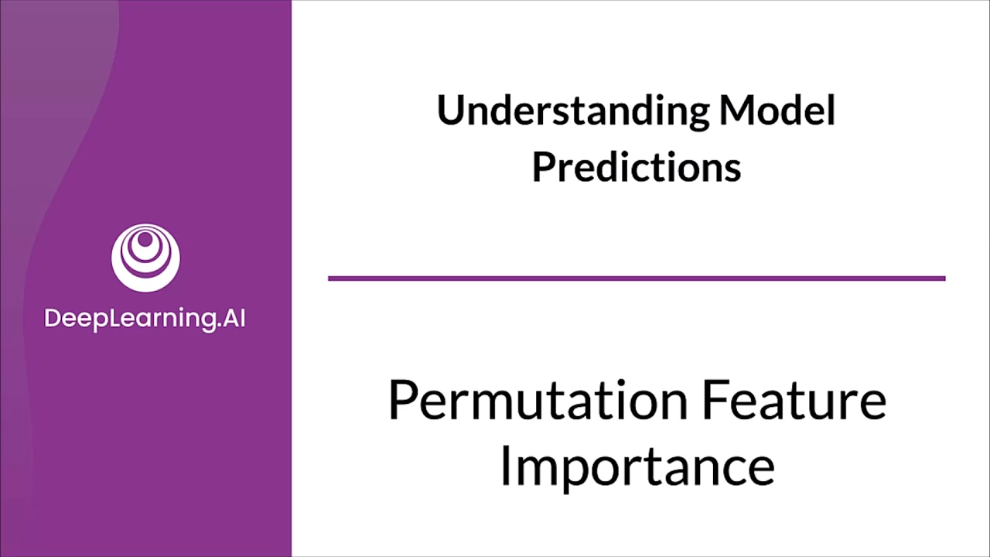 Understanding Model
Predictions
DeepLearning.AI
Permutation Feature
Importance